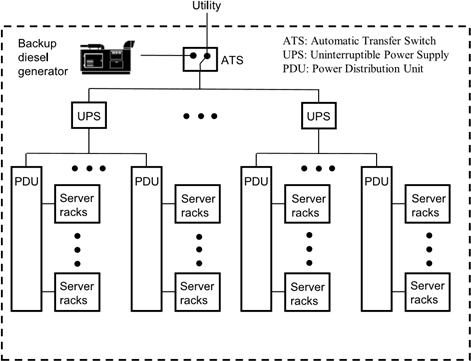 Utility
Backup
diesel
generator
ATS
ATS: Automatic Transfer Switch
UPS: Uninterruptible Power Supply
PDU: Power Distribution Unit
UPS
UPS
PDU
PDU
PDU
PDU
Server
racks
Server
racks
Server
racks
Server
racks
Server
racks
Server
racks
Server
racks
Server
racks